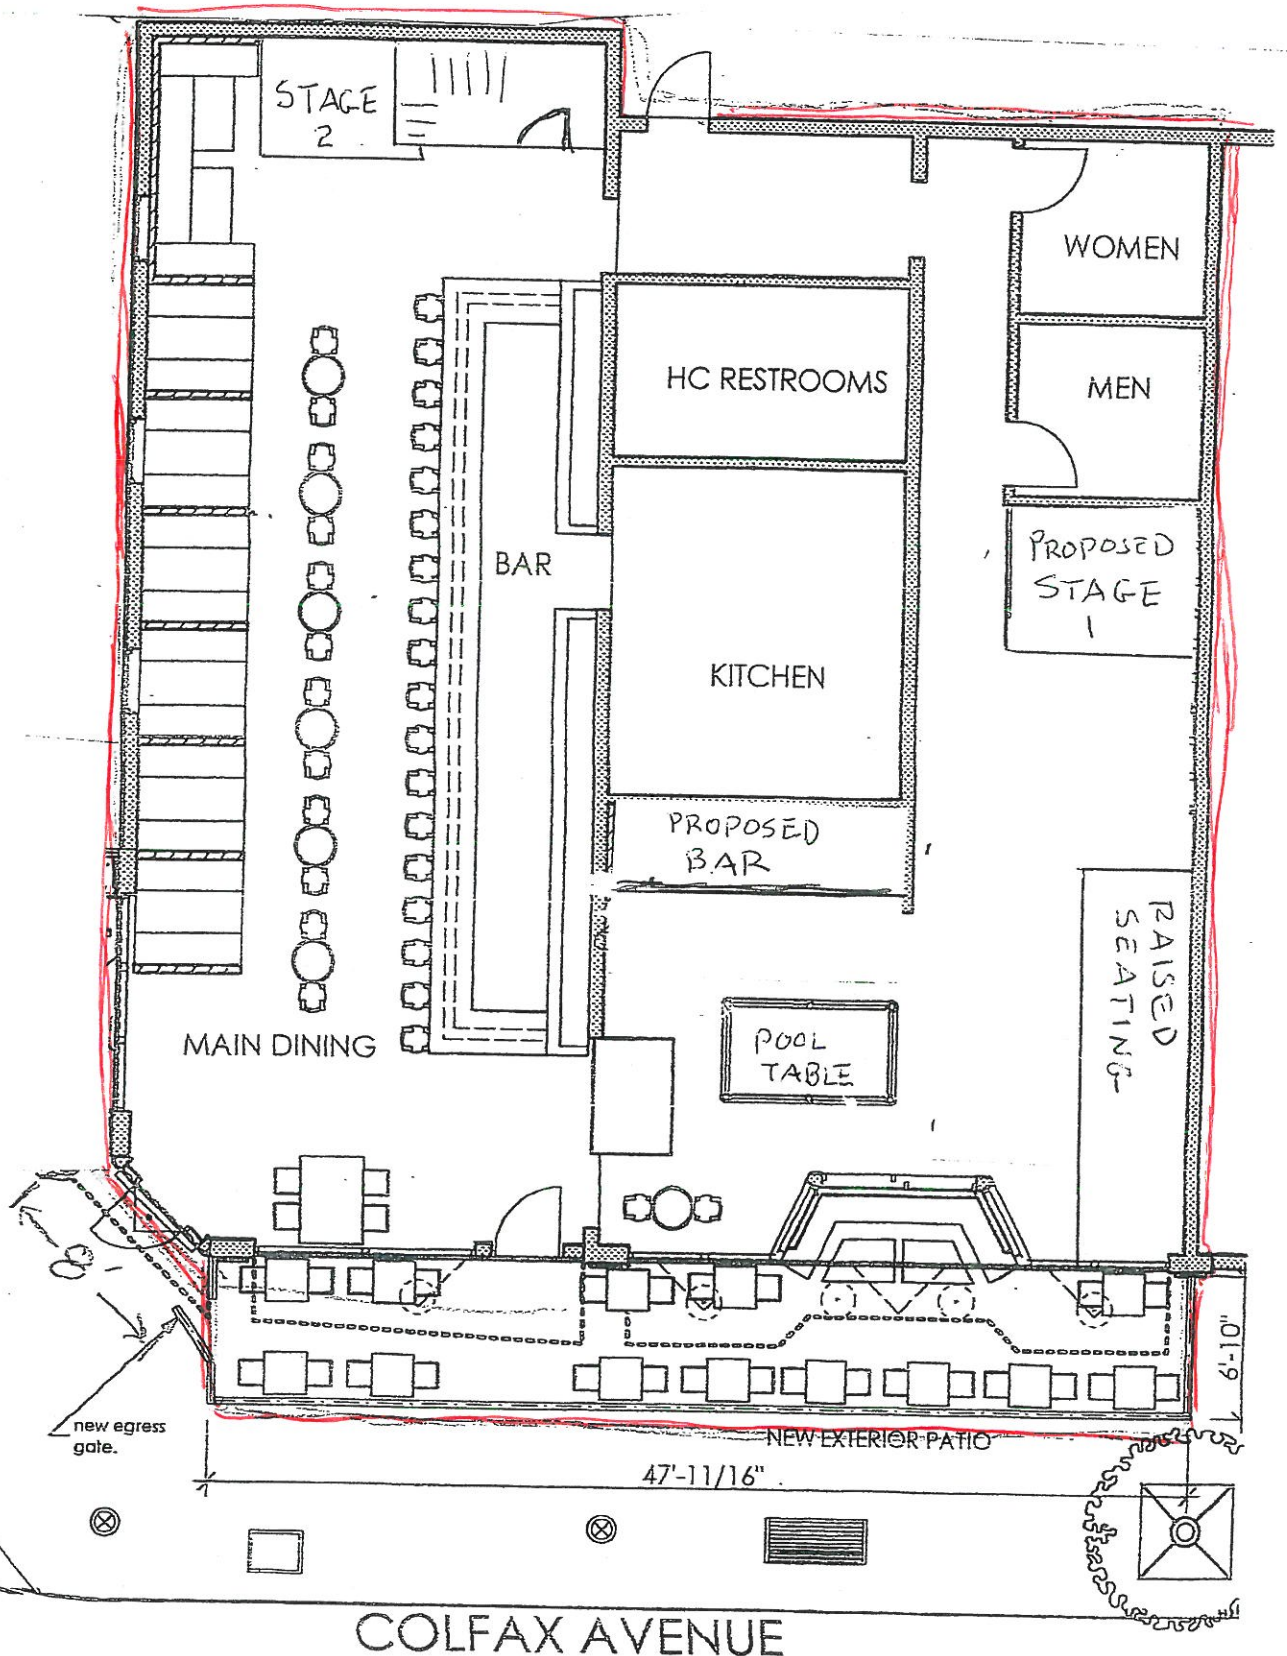 STAGE
2
WOMEN
HC RESTROOMS
MEN
BAR
PROPOSED
STAGE
1
KITCHEN
PROPOSED
BAR
RAISED
SEATING
MAIN DINING
POOL
TABLE
8'
6'-10"
new egress
gate.
NEW EXTERIOR PATIO
47'-11/16"
COLFAX AVENUE